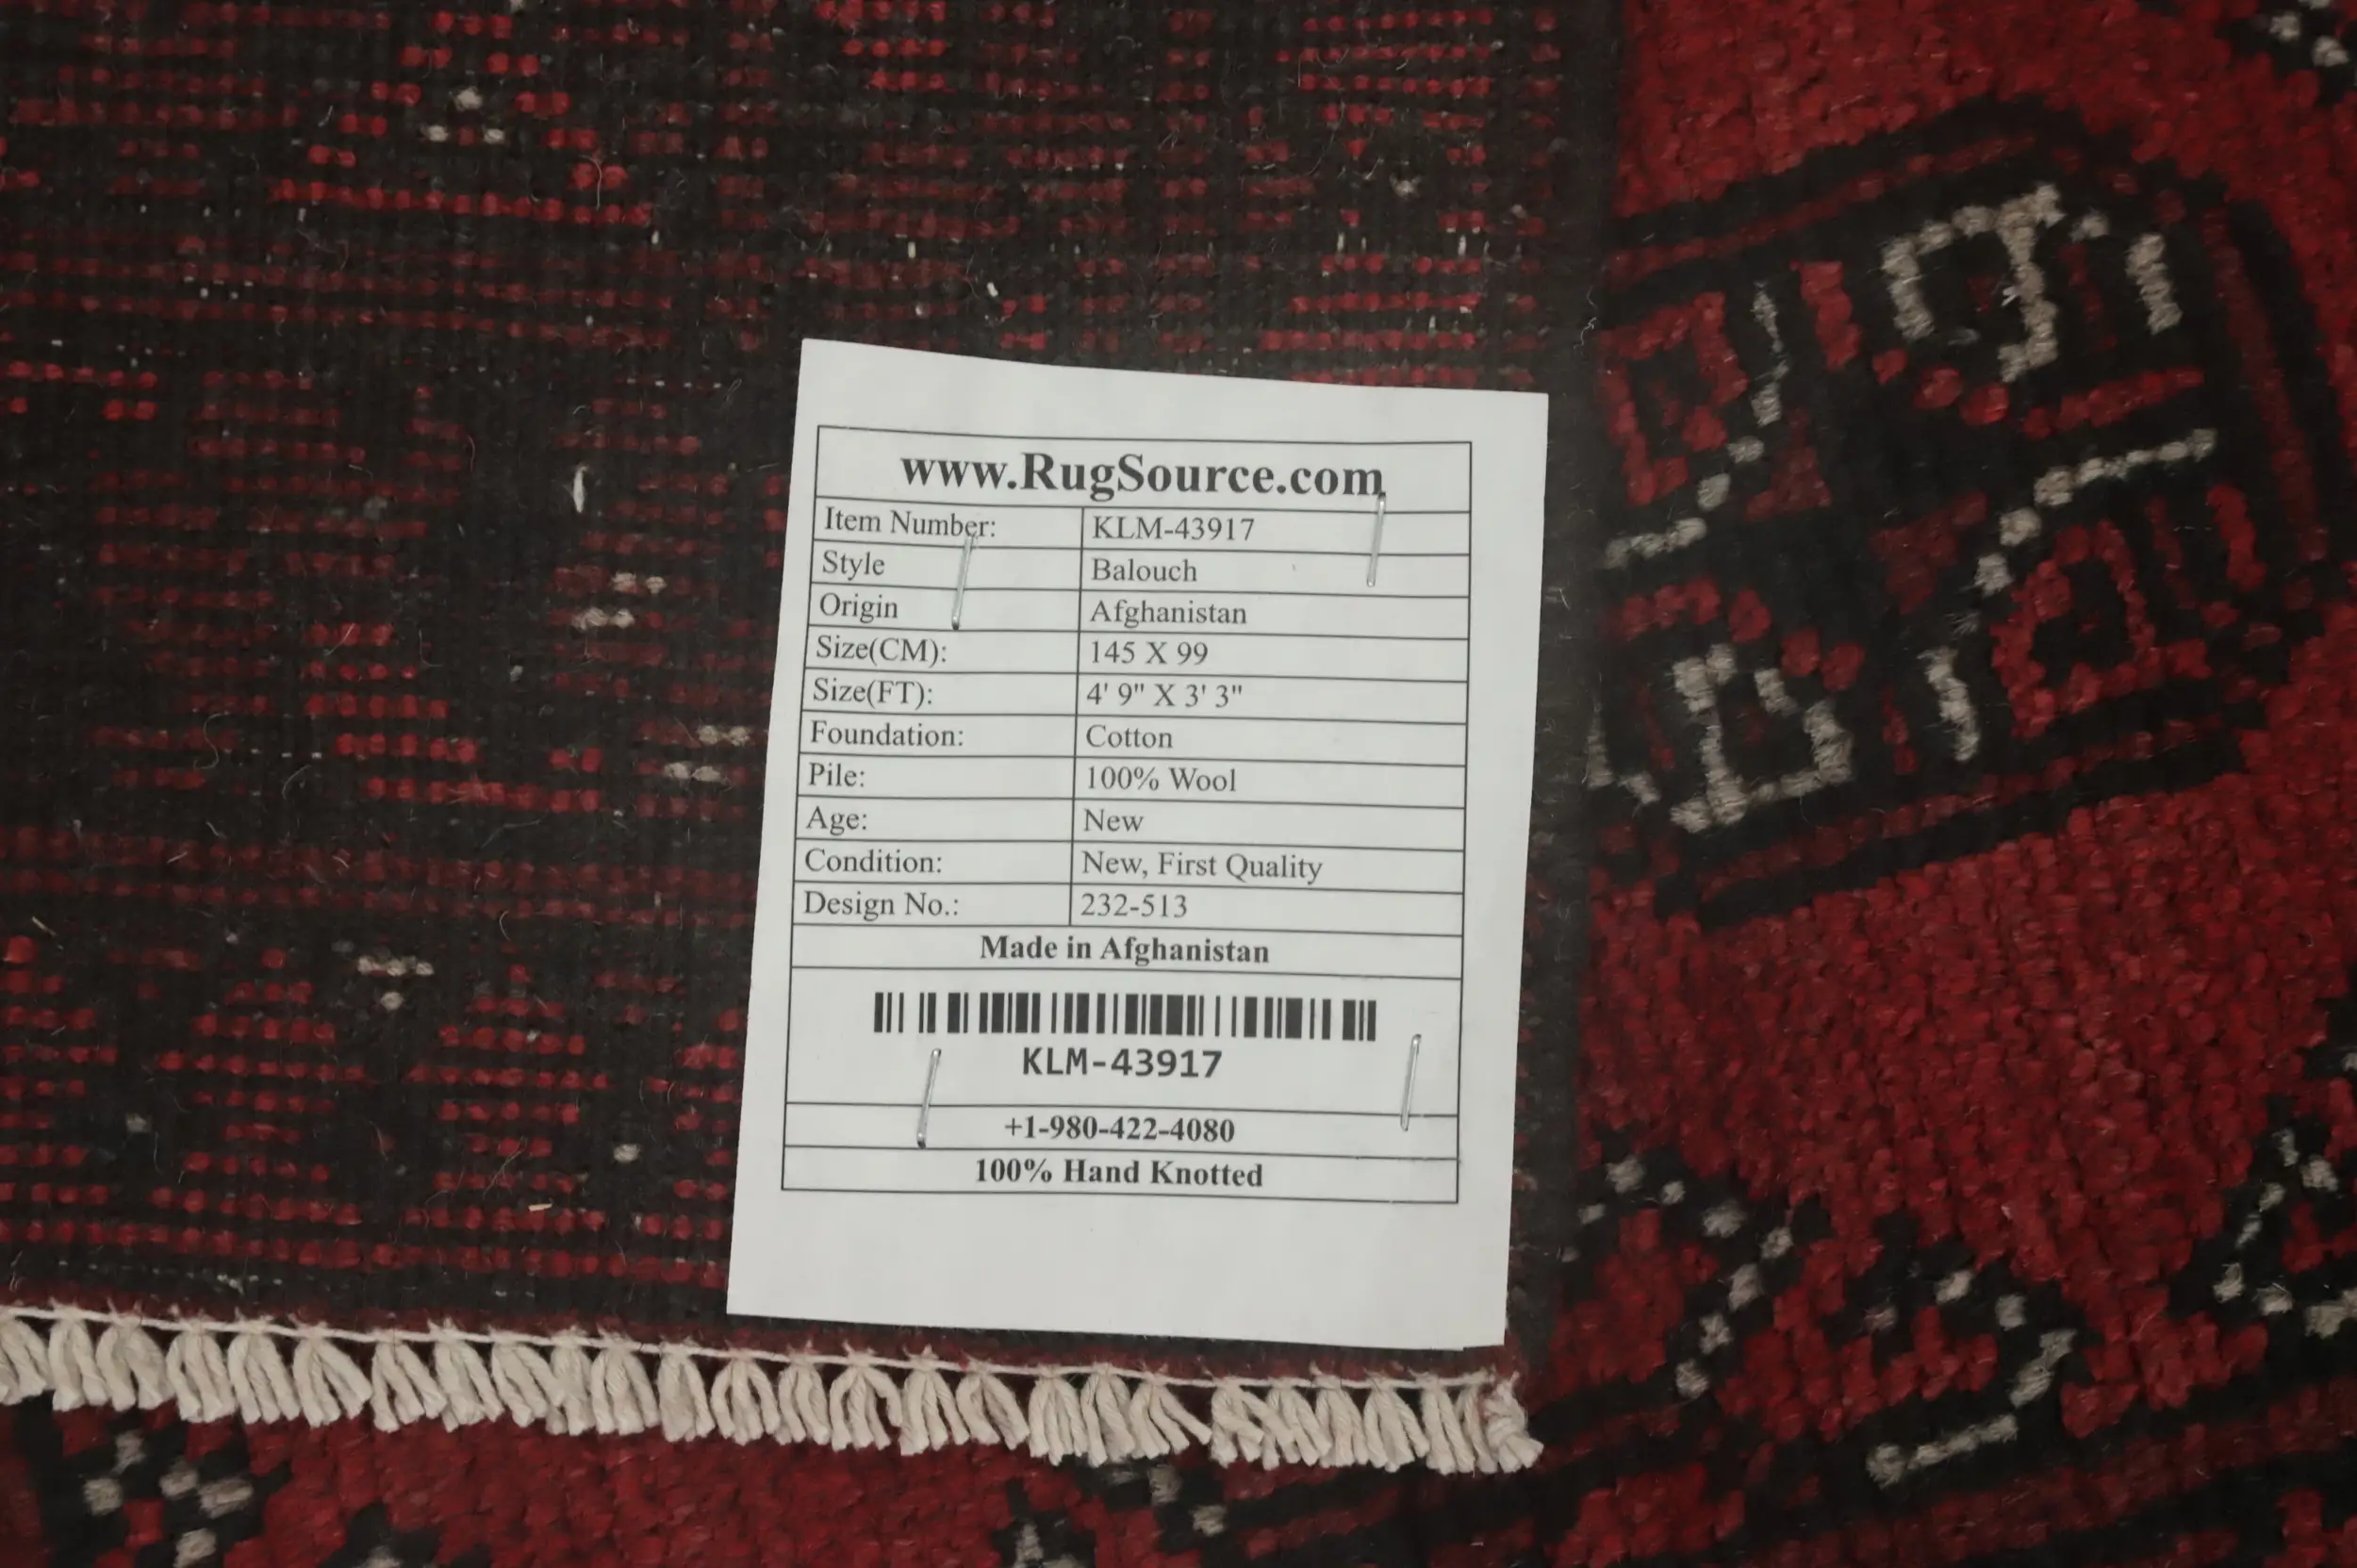 www.RugSource.com
Item Number: KLM-43917
Style Balouch
Origin Afghanistan
Size(CM): 145 X 99
Size(FT): 4' 9" X 3' 3"
Foundation: Cotton
Pile: 100% Wool
Age: New
Condition: New, First Quality
Design No.: 232-513
Made in Afghanistan
KLM-43917
+1-980-422-4080
100% Hand Knotted